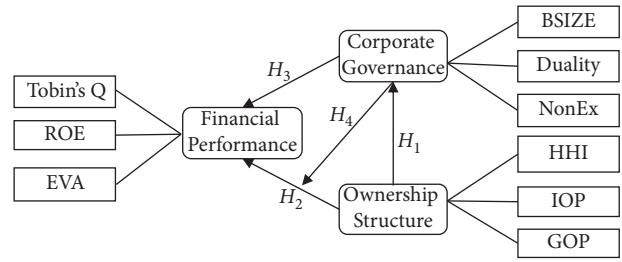 Tobin's Q
ROE
EVA
Financial
Performance
H3
H4
H1
H2
Corporate
Governance
Ownership
Structure
BSIZE
Duality
NonEx
HHI
IOP
GOP